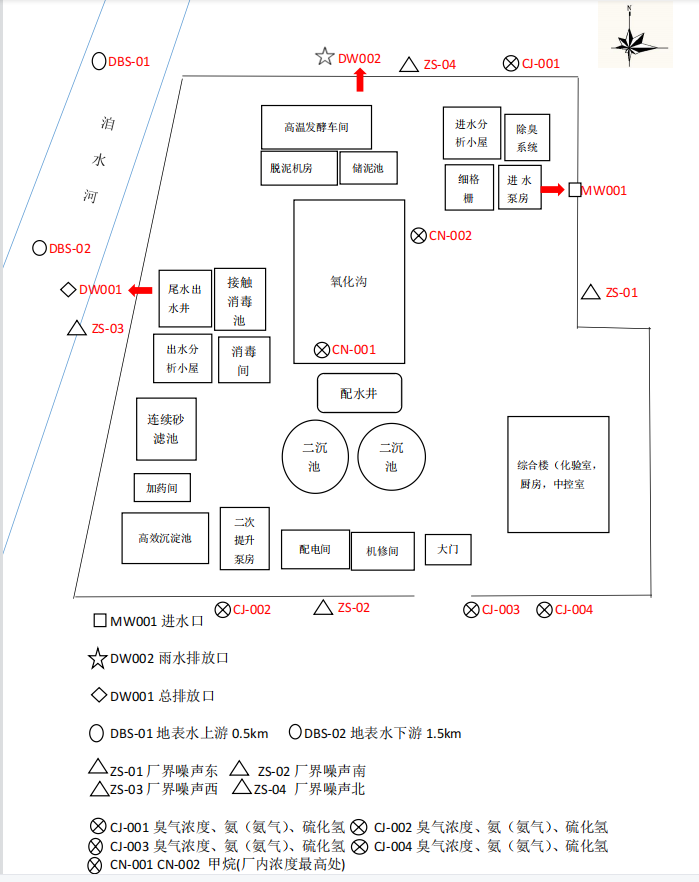 N
DBS-01
DW002
ZS-04
CJ-001
泊
水
河
高温发酵车间
脱泥机房
储泥池
进水分
析小屋
除臭
系统
细格
栅
进 水
泵房
MW001
DBS-02
CN-002
氧化沟
DW001
尾水出
水井
接触
消毒
池
ZS-01
ZS-03
出水分
析小屋
消毒
间
CN-001
配水井
连续砂
滤池
二沉
池
二沉
池
综合楼（化验室，
厨房，中控室
加药间
高效沉淀池
二次
提升
泵房
配电间
机修间
大门
CJ-002
ZS-02
CJ-003
CJ-004
MW001 进水口
DW002 雨水排放口
DW001 总排放口
DBS-01 地表水上游 0.5km DBS-02 地表水下游 1.5km
ZS-01 厂界噪声东 ZS-02 厂界噪声南
ZS-03 厂界噪声西 ZS-04 厂界噪声北
CJ-001 臭气浓度、氨（氨气）、硫化氢 CJ-002 臭气浓度、氨（氨气）、硫化氢
CJ-003 臭气浓度、氨（氨气）、硫化氢 CJ-004 臭气浓度、氨（氨气）、硫化氢
CN-001 CN-002 甲烷(厂内浓度最高处)